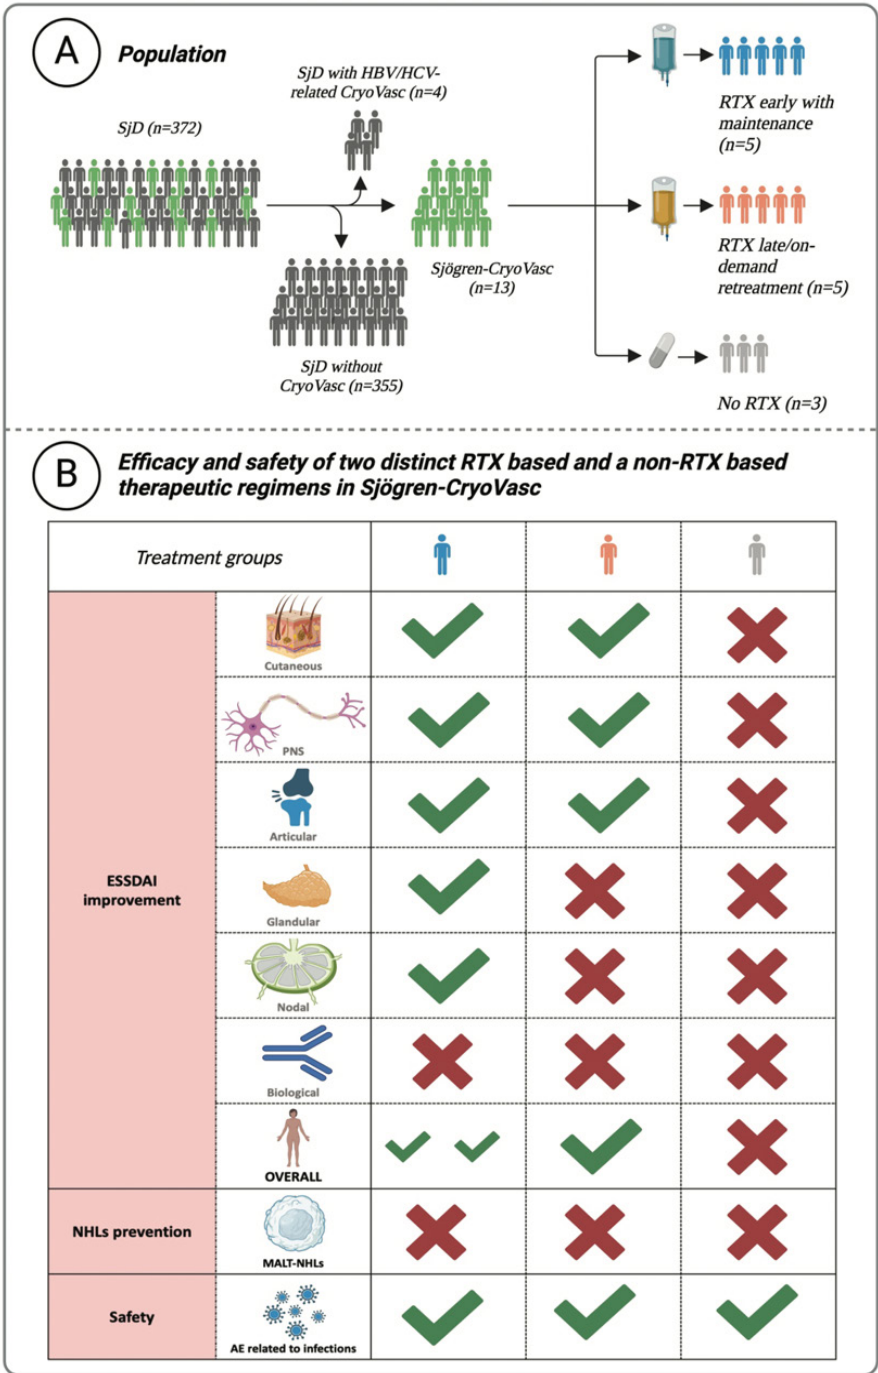 A
Population
SjD (n=372)
SjD with HBV/HCV-
related CryoVasc (n=4)
SjD without
CryoVasc (n=355)
Sjögren-CryoVasc
(n=13)
RTX early with
maintenance
(n=5)
RTX late/on-
demand
retreatment (n=5)
No RTX (n=3)
B
Efficacy and safety of two distinct RTX based and a non-RTX based
therapeutic regimens in Sjögren-CryoVasc
Treatment groups
ESSDAI
improvement
Cutaneous
PNS
Articular
Glandular
Nodal
Biological
OVERALL
NHLs prevention
MALT-NHLs
Safety
AE related to infections